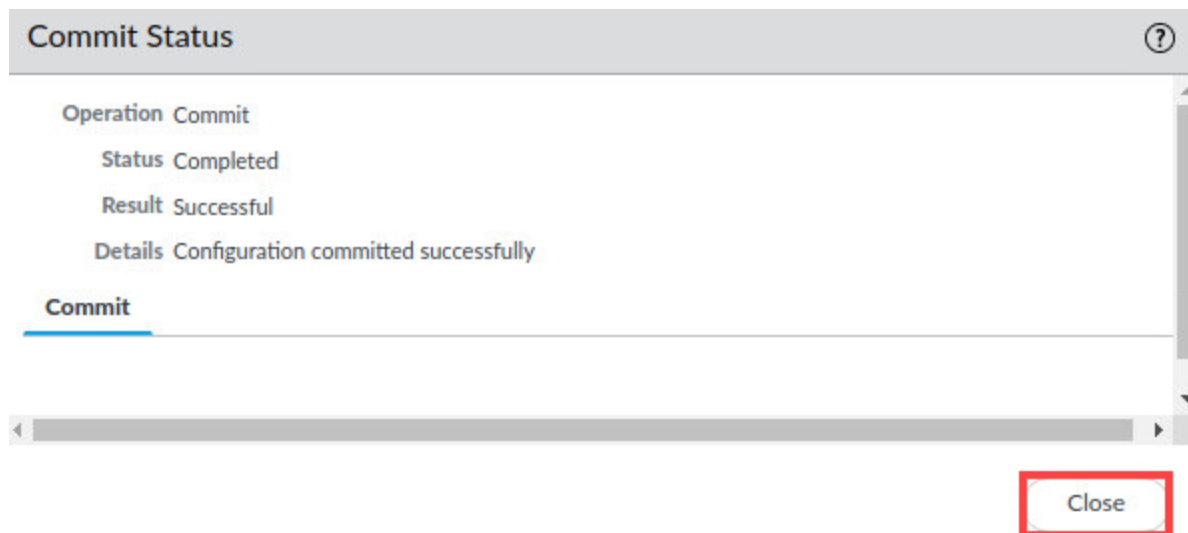 Commit Status ?
Operation Commit
Status Completed
Result Successful
Details Configuration committed successfully
Commit
Close